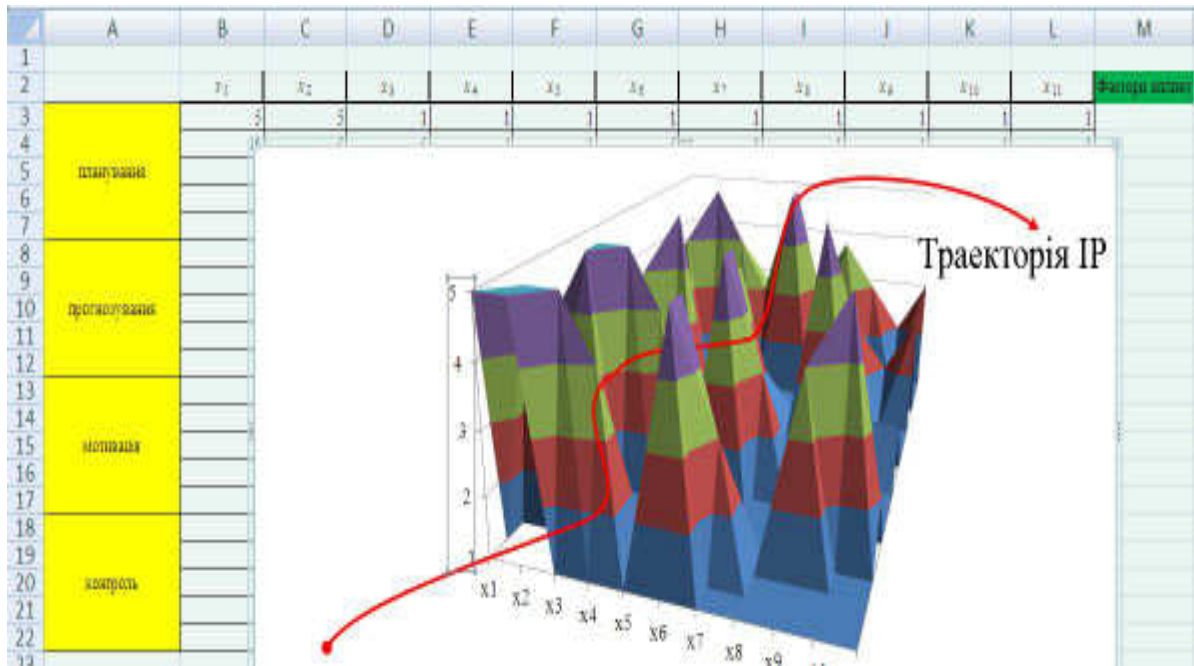 A B C D E F G H I J K L M
1
2 x₁ x₂ x₃ x₄ x₅ x₆ x₇ x₈ x₉ x₁₀ x₁₁ Фактори
3 5 5 1 1 1 1 1 1 1 1 1
4
5 планування
6
7
8
9
10 прогнозування
11
12
13
14
15 мотивація
16
17
18
19
20 контроль
21
22
23
Траекторія ІР
5
4
3
2
1
x1 x2 x3 x4 x5 x6 x7 x8 x9